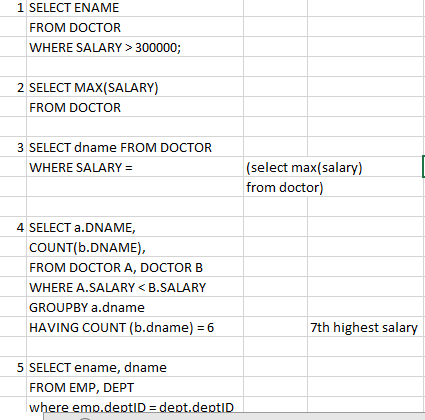 1 SELECT ENAME
FROM DOCTOR
WHERE SALARY > 300000;
2 SELECT MAX(SALARY)
FROM DOCTOR
3 SELECT dname FROM DOCTOR
WHERE SALARY = (select max(salary)
from doctor)
4 SELECT a.DNAME,
COUNT(b.DNAME),
FROM DOCTOR A, DOCTOR B
WHERE A.SALARY < B.SALARY
GROUPBY a.dname
HAVING COUNT (b.dname) = 6 7th highest salary
5 SELECT ename, dname
FROM EMP, DEPT
where emp.deptID = dept.deptID